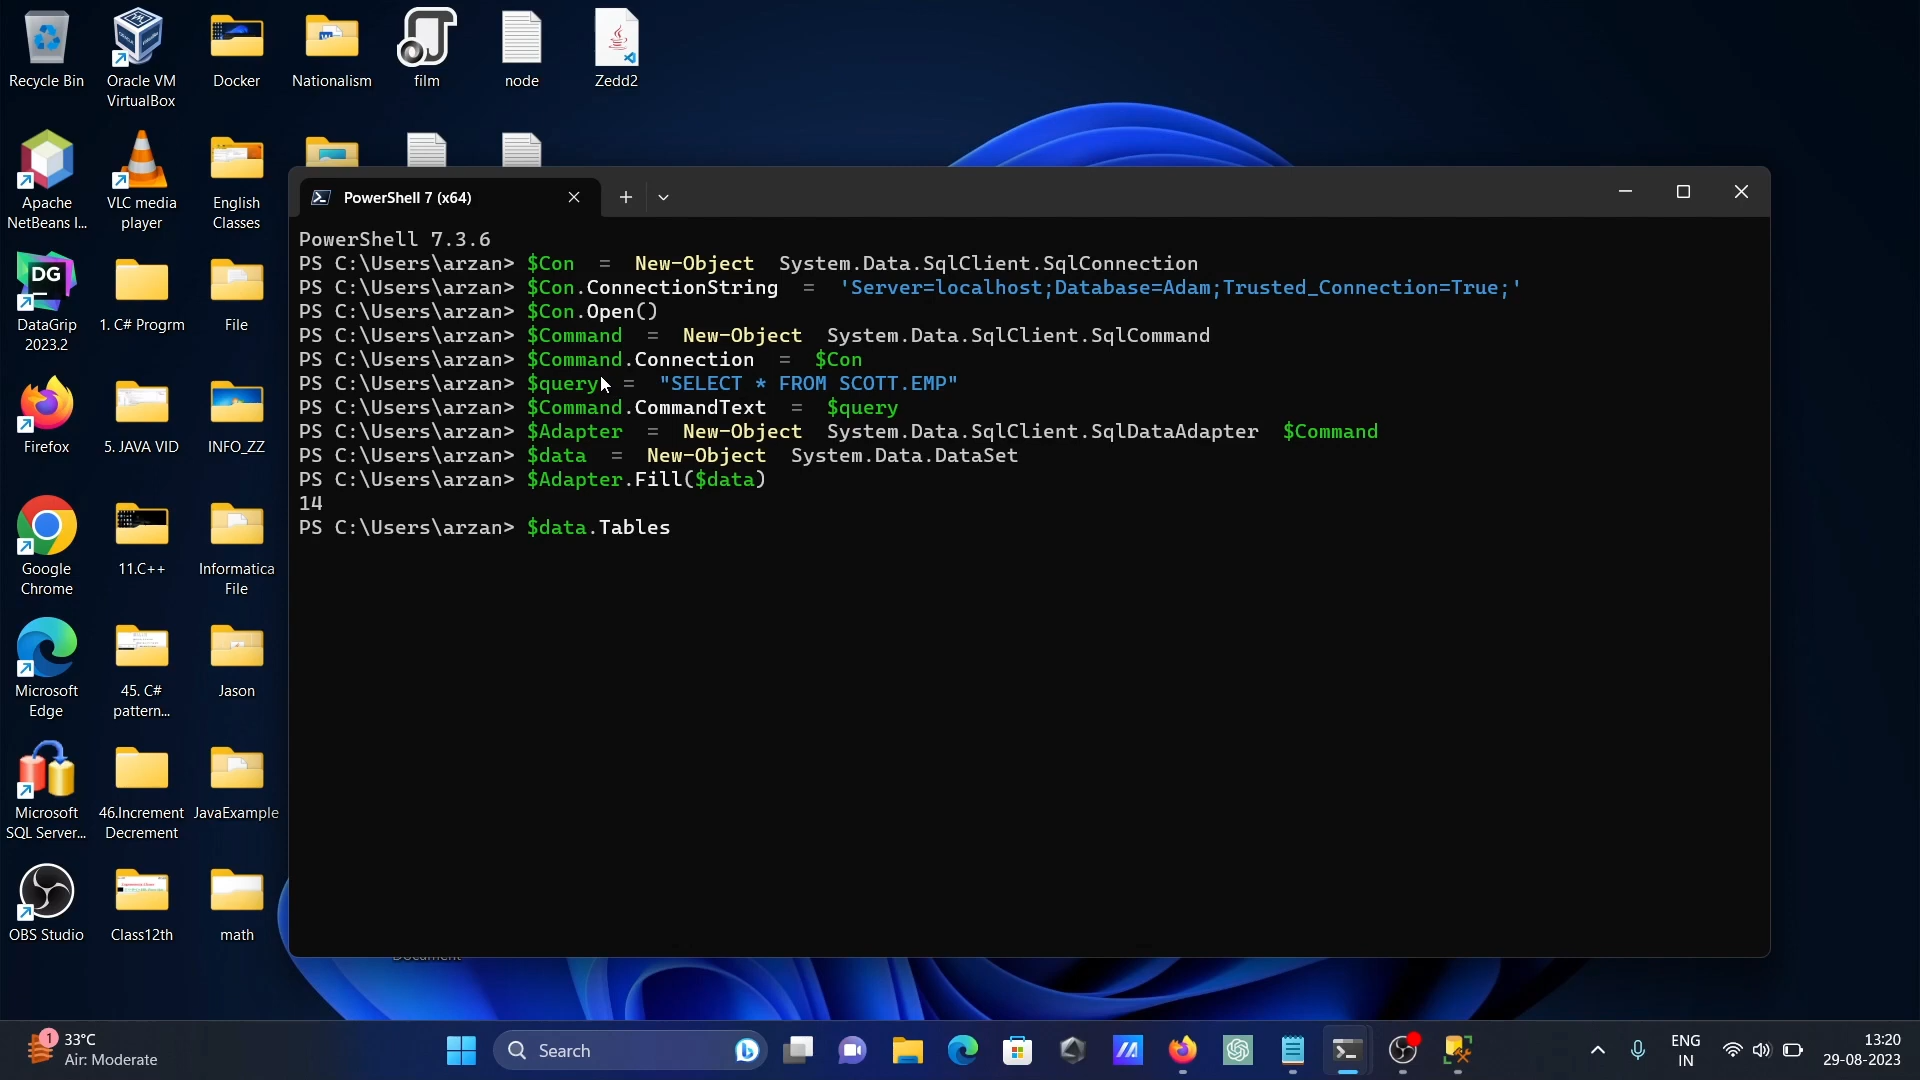 Recycle Bin
Oracle VM
VirtualBox
Docker
Nationalism
film
node
Zedd2
Apache
NetBeans I...
VLC media
player
English
Classes
DG
DataGrip
2023.2
1. C# Progrm
File
Firefox
5. JAVA VID
INFO_ZZ
Google
Chrome
11.C++
Informatica
File
Microsoft
Edge
45. C#
pattern...
Jason
Microsoft
SQL Server...
46.Increment
Decrement
JavaExample
OBS Studio
Class12th
math
PowerShell 7 (x64)
PowerShell 7.3.6
PS C:\Users\arzan> $Con = New-Object System.Data.SqlClient.SqlConnection
PS C:\Users\arzan> $Con.ConnectionString = 'Server=localhost;Database=Adam;Trusted_Connection=True;'
PS C:\Users\arzan> $Con.Open()
PS C:\Users\arzan> $Command = New-Object System.Data.SqlClient.SqlCommand
PS C:\Users\arzan> $Command.Connection = $Con
PS C:\Users\arzan> $query = "SELECT * FROM SCOTT.EMP"
PS C:\Users\arzan> $Command.CommandText = $query
PS C:\Users\arzan> $Adapter = New-Object System.Data.SqlClient.SqlDataAdapter $Command
PS C:\Users\arzan> $data = New-Object System.Data.DataSet
PS C:\Users\arzan> $Adapter.Fill($data)
14
PS C:\Users\arzan> $data.Tables
1
33°C
Air: Moderate
Search
ENG
IN
13:20
29-08-2023